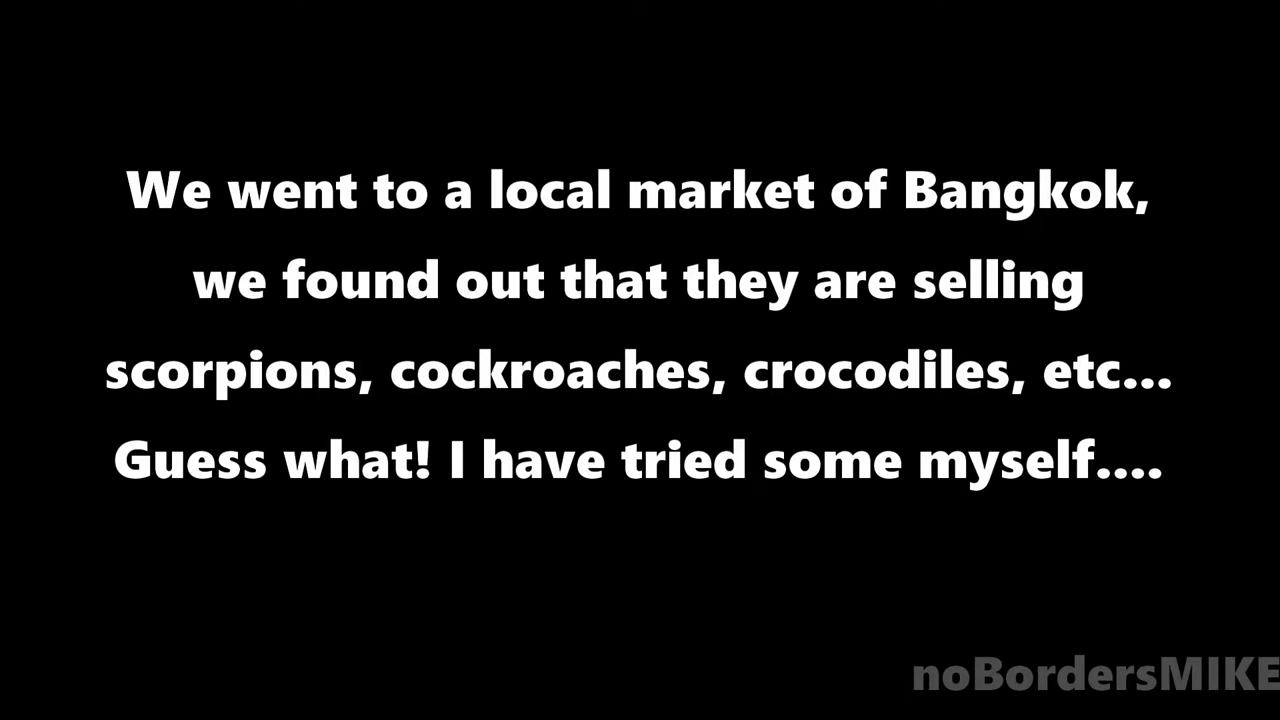 We went to a local market of Bangkok,
we found out that they are selling
scorpions, cockroaches, crocodiles, etc...
Guess what! I have tried some myself....
noBordersMIKE